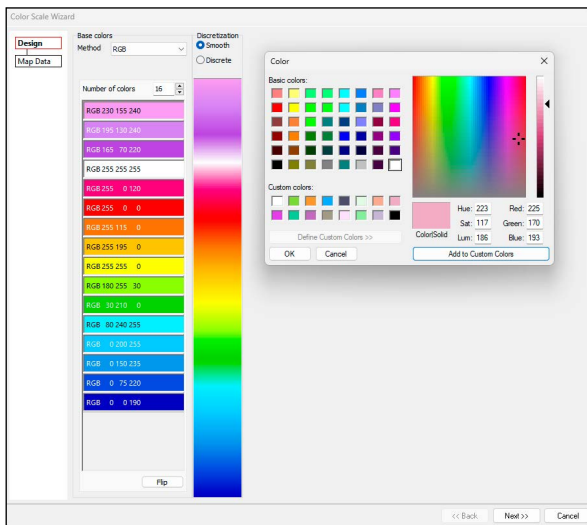 Color Scale Wizard
Design
Map Data
Base colors
Method RGB
Number of colors 16
RGB 230 155 240
RGB 195 130 240
RGB 165 70 220
RGB 255 255 255
RGB 255 0 120
RGB 255 0 0
RGB 255 115 0
RGB 255 195 0
RGB 255 255 0
RGB 180 255 30
RGB 30 210 0
RGB 80 240 255
RGB 0 200 255
RGB 0 150 235
RGB 0 75 220
RGB 0 0 190
Flip
Discretization
Smooth
Discrete
Color
Basic colors:
Custom colors:
Define Custom Colors >>
OK Cancel
Color|Solid
Hue: 223 Red: 225
Sat: 117 Green: 170
Lum: 186 Blue: 193
Add to Custom Colors
<< Back Next >> Cancel